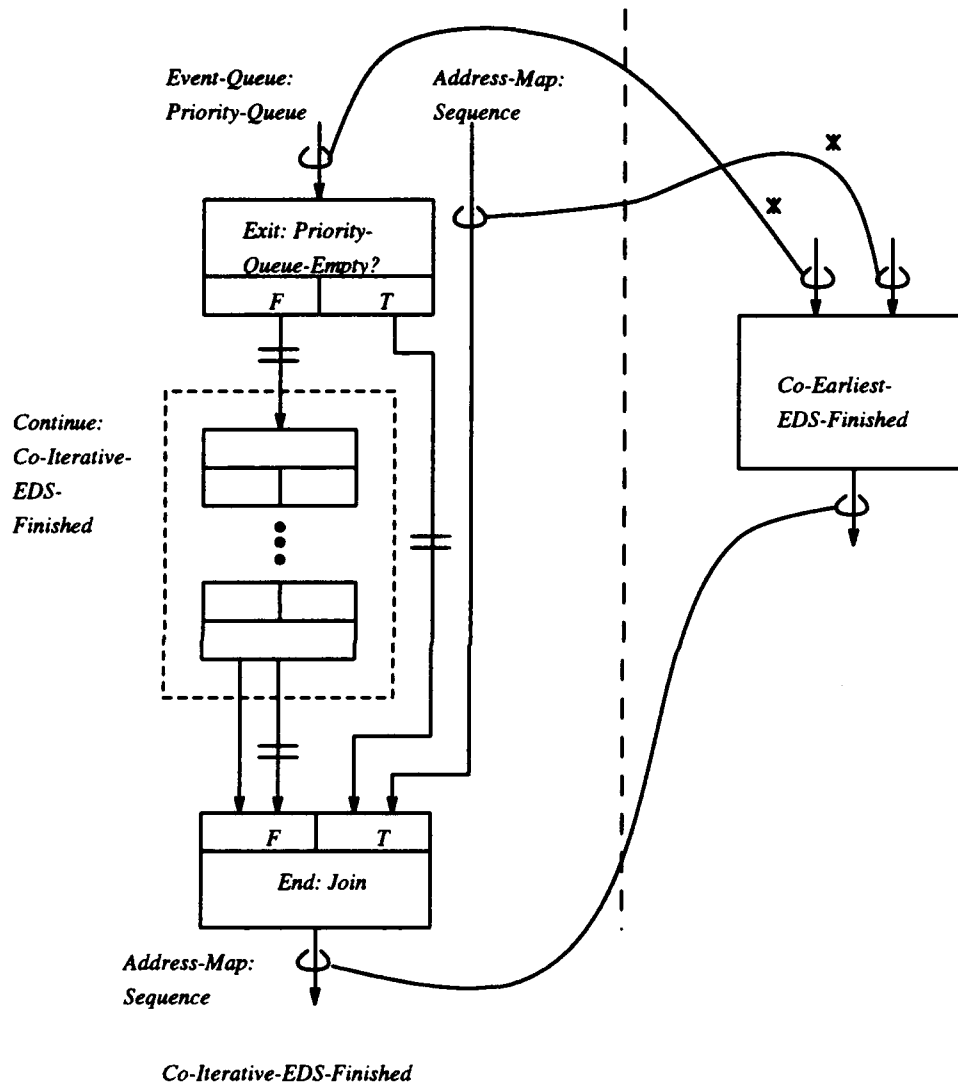 Event-Queue:
Priority-Queue
Address-Map:
Sequence
Exit: Priority-
Queue-Empty?
F
T
Continue:
Co-Iterative-
EDS-
Finished
Co-Earliest-
EDS-Finished
F
T
End: Join
Address-Map:
Sequence
Co-Iterative-EDS-Finished